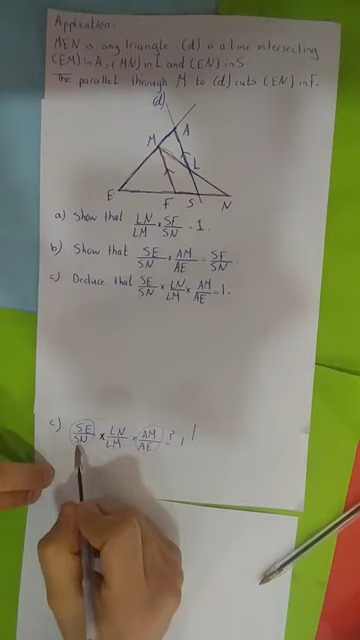 Application:
MEN is any triangle. (d) is a line intersecting
(EM) in A, (MN) in L and (EN) in S.
The parallel through M to (d) cuts (EN) in F.
(d)
A
M
L
E F S N
a) Show that LN/LM × SF/SN = 1.
b) Show that SE/SN × AM/AE = SF/SN.
c) Deduce that SE/SN × LN/LM × AM/AE = 1.
c) SE/SN × LN/LM × AM/AE = ? 1